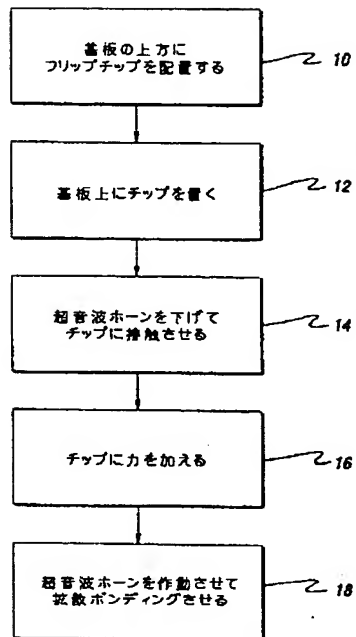 基板の上方に
フリップチップを配置する
10
基板上にチップを置く
12
超音波ホーンを下げて
チップに接触させる
14
チップに力を加える
16
超音波ホーンを作動させて
拡散ボンディングさせる
18